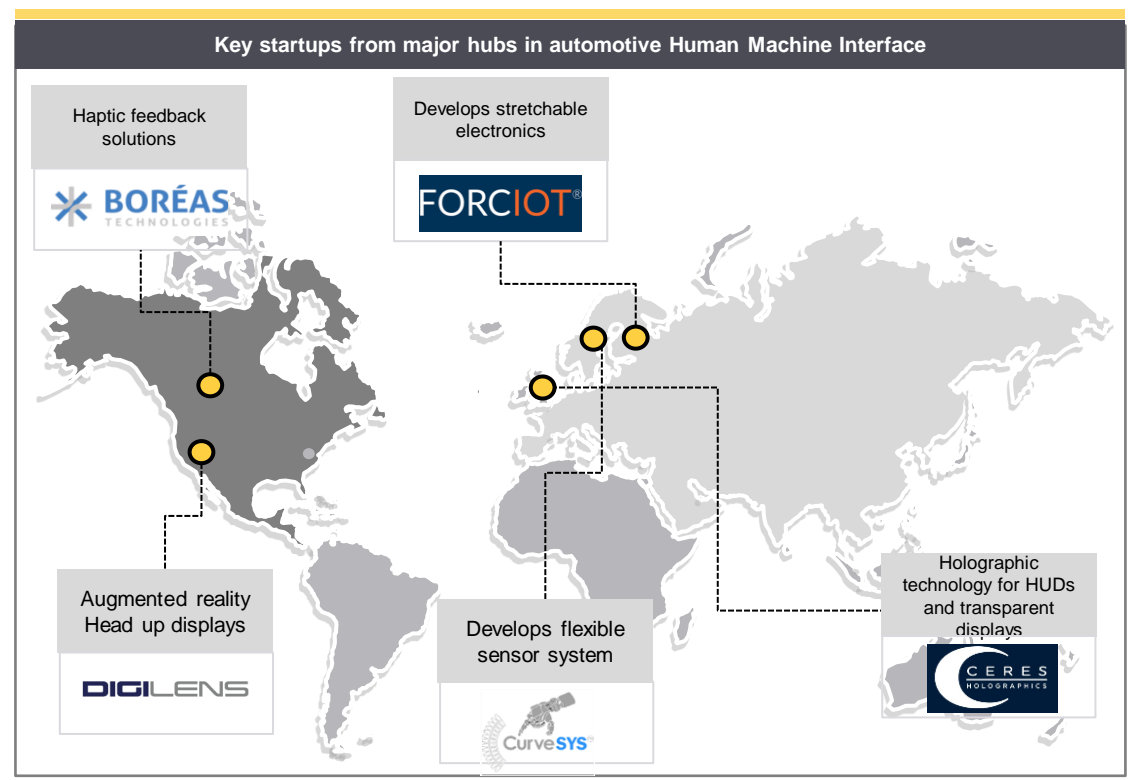 Key startups from major hubs in automotive Human Machine Interface
Haptic feedback
solutions
BORÉAS
TECHNOLOGIES
Develops stretchable
electronics
FORCIOT®
Augmented reality
Head up displays
DIGILENS
Develops flexible
sensor system
CurveSYS®
Holographic
technology for HUDs
and transparent
displays
CERES
HOLOGRAPHICS